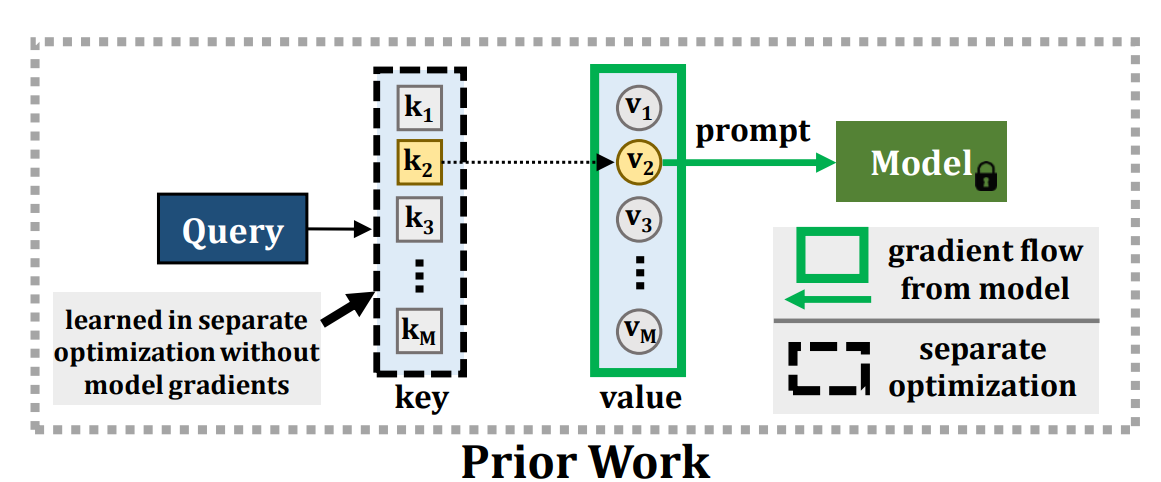 k1
k2
k3
kM
key
v1
v2
v3
vM
value
prompt
Model
Query
learned in separate
optimization without
model gradients
gradient flow
from model
separate
optimization
Prior Work